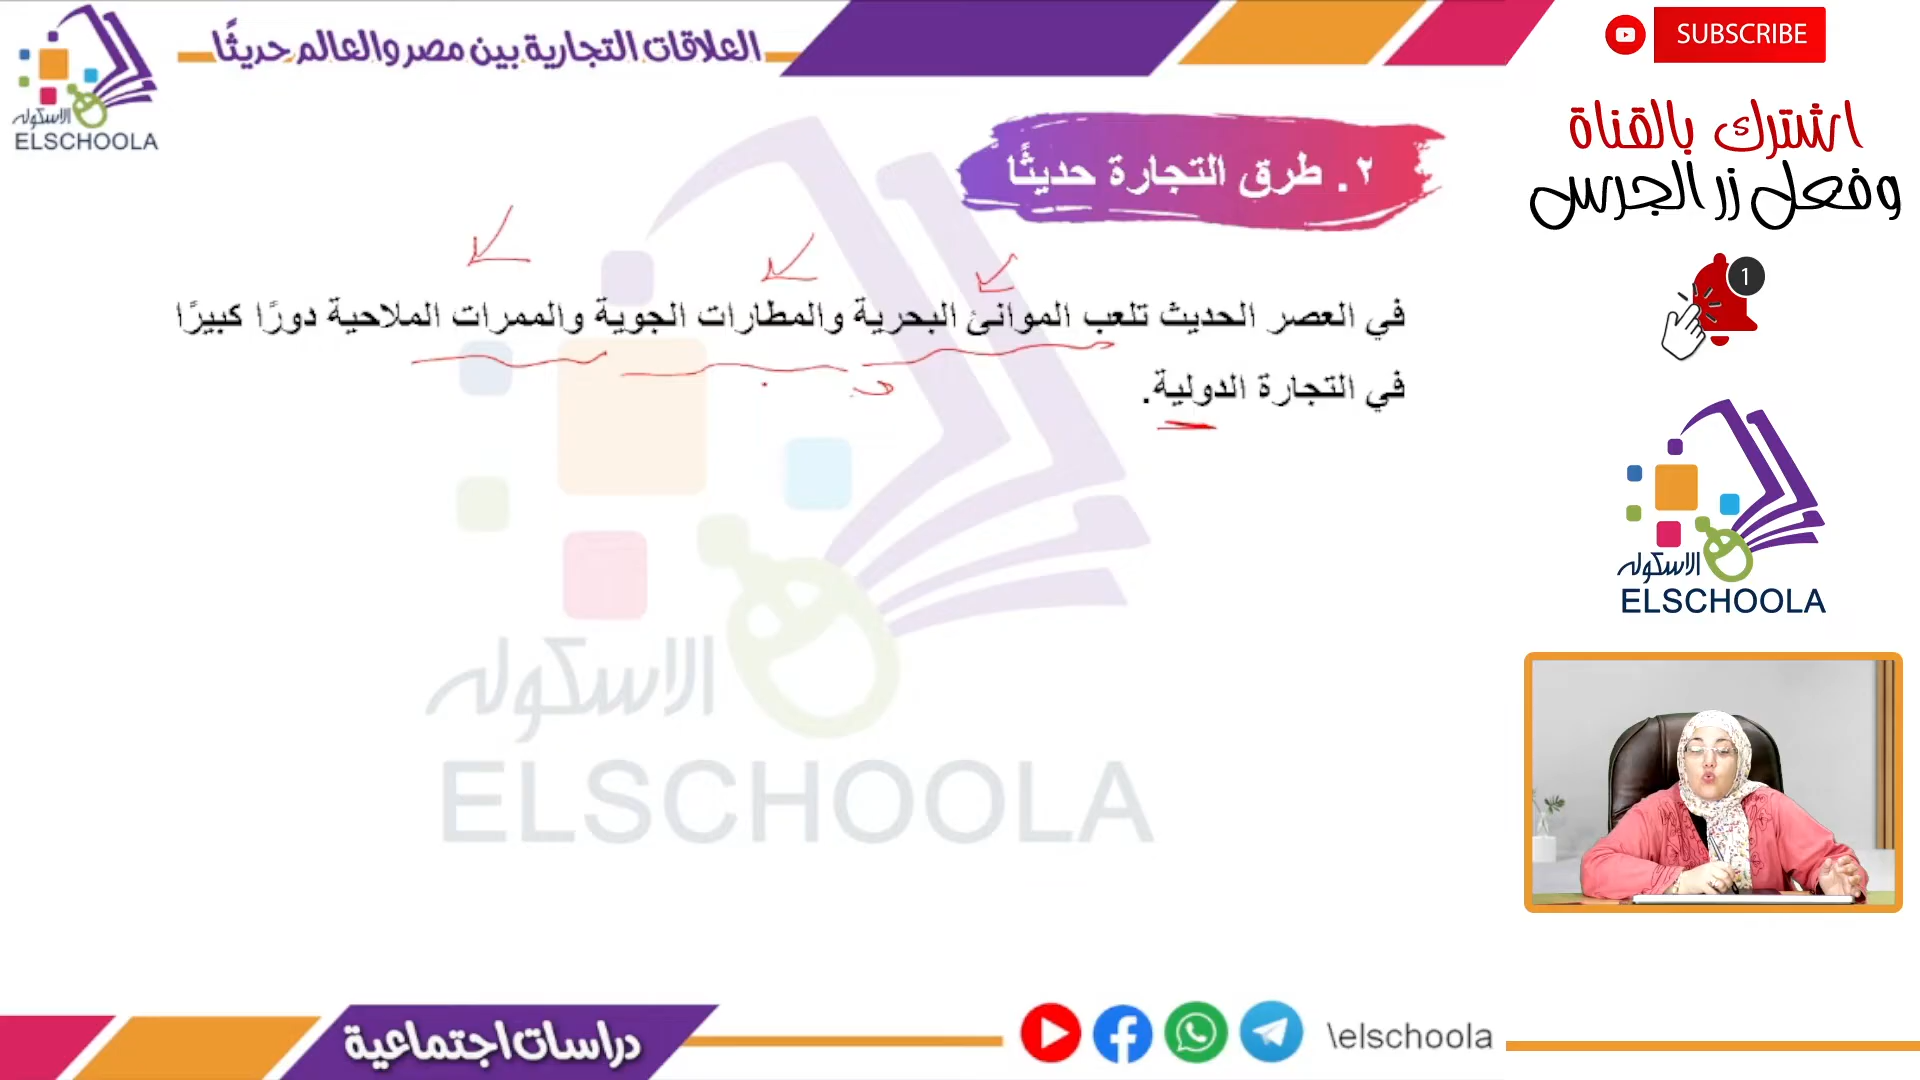 العلاقات التجارية بين مصر والعالم حديثًا
الاسكوله
ELSCHOOLA
٢. طرق التجارة حديثًا
في العصر الحديث تلعب الموانئ البحرية والمطارات الجوية والممرات الملاحية دورًا كبيرًا
في التجارة الدولية.
الاسكوله
ELSCHOOLA
SUBSCRIBE
اشترك بالقناة
وفعل زر الجرس
1
الاسكوله
ELSCHOOLA
دراسات اجتماعية
\elschoola